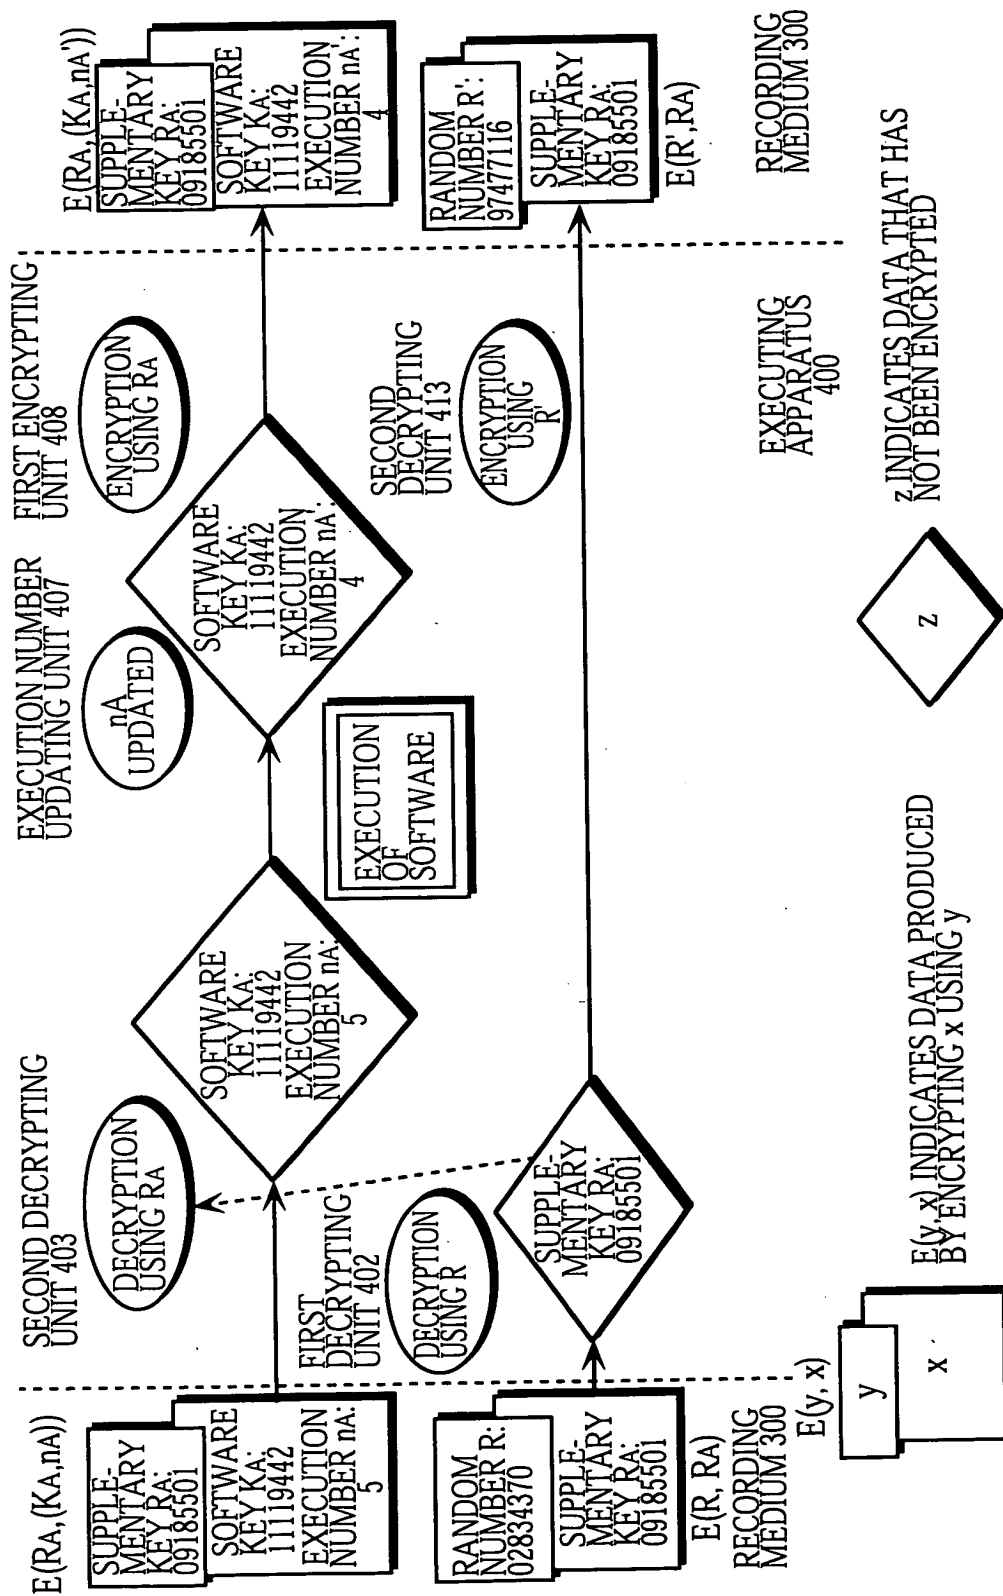 E(RA,(KA,nA))
SUPPLE-
MENTARY
KEY RA:
09185501
SOFTWARE
KEY KA:
11119442
EXECUTION
NUMBER nA:
5
RANDOM
NUMBER R:
02834370
SUPPLE-
MENTARY
KEY RA:
09185501
E(R, RA)
RECORDING
MEDIUM 300
SECOND DECRYPTING
UNIT 403
DECRYPTION
USING RA
FIRST
DECRYPTING
UNIT 402
DECRYPTION
USING R
SUPPLE-
MENTARY
KEY RA:
09185501
SOFTWARE
KEY KA:
11119442
EXECUTION
NUMBER nA:
5
EXECUTION
OF
SOFTWARE
EXECUTION NUMBER
UPDATING UNIT 407
nA
UPDATED
SOFTWARE
KEY KA:
11119442
EXECUTION
NUMBER nA':
4
FIRST ENCRYPTING
UNIT 408
ENCRYPTION
USING RA
SECOND
DECRYPTING
UNIT 413
ENCRYPTION
USING
R'
EXECUTING
APPARATUS
400
E(RA,(KA,nA'))
SUPPLE-
MENTARY
KEY RA:
09185501
SOFTWARE
KEY KA:
11119442
EXECUTION
NUMBER nA':
4
RANDOM
NUMBER R':
97477116
SUPPLE-
MENTARY
KEY RA:
09185501
E(R',RA)
RECORDING
MEDIUM 300
E(y, x)
y
x
E(y, x) INDICATES DATA PRODUCED
BY ENCRYPTING x USING y
z
z INDICATES DATA THAT HAS
NOT BEEN ENCRYPTED